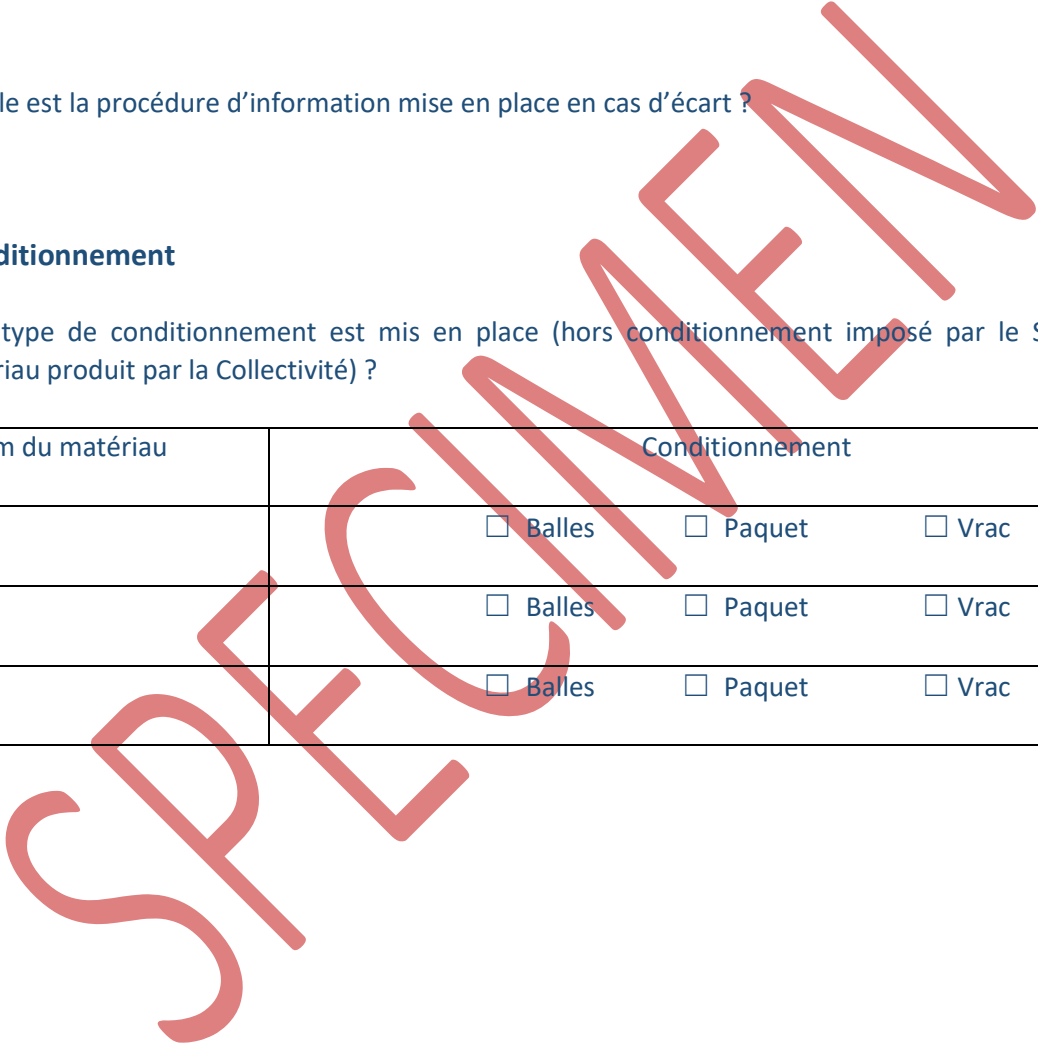 le est la procédure d'information mise en place en cas d'écart ?
ditionnement
type de conditionnement est mis en place (hors conditionnement imposé par le S
riau produit par la Collectivité) ?
m du matériau Conditionnement
☐ Balles ☐ Paquet ☐ Vrac
☐ Balles ☐ Paquet ☐ Vrac
☐ Balles ☐ Paquet ☐ Vrac
SPECIMEN